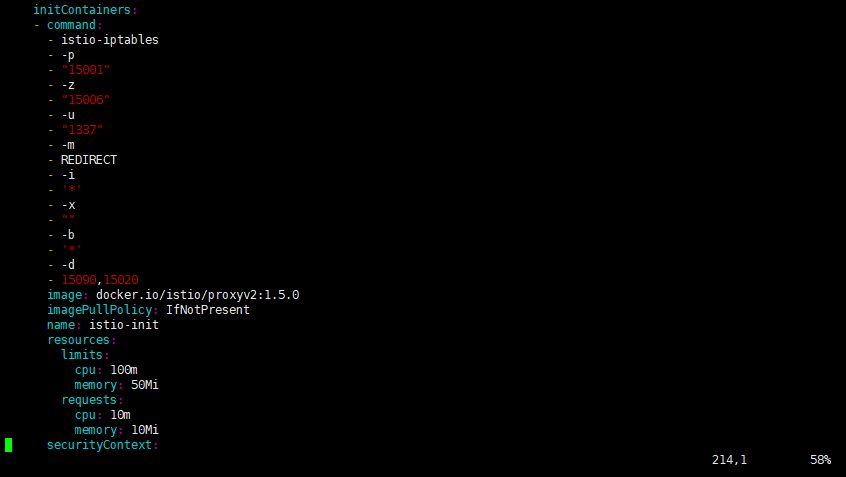 initContainers:
- command:
- istio-iptables
- -p
- "15001"
- -z
- "15006"
- -u
- "1337"
- -m
- REDIRECT
- -i
- '*'
- -x
- ""
- -b
- '*'
- -d
- 15090,15020
image: docker.io/istio/proxyv2:1.5.0
imagePullPolicy: IfNotPresent
name: istio-init
resources:
limits:
cpu: 100m
memory: 50Mi
requests:
cpu: 10m
memory: 10Mi
securityContext:
214,1 58%